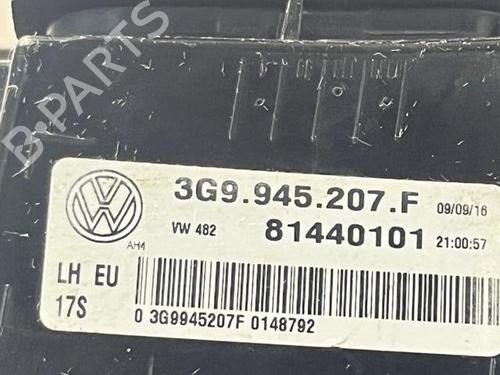 B-PARTS
3G9.945.207.F 09/09/16
VW 482 81440101 21:00:57
AH4
LH EU
17S
0 3G9945207F 0148792